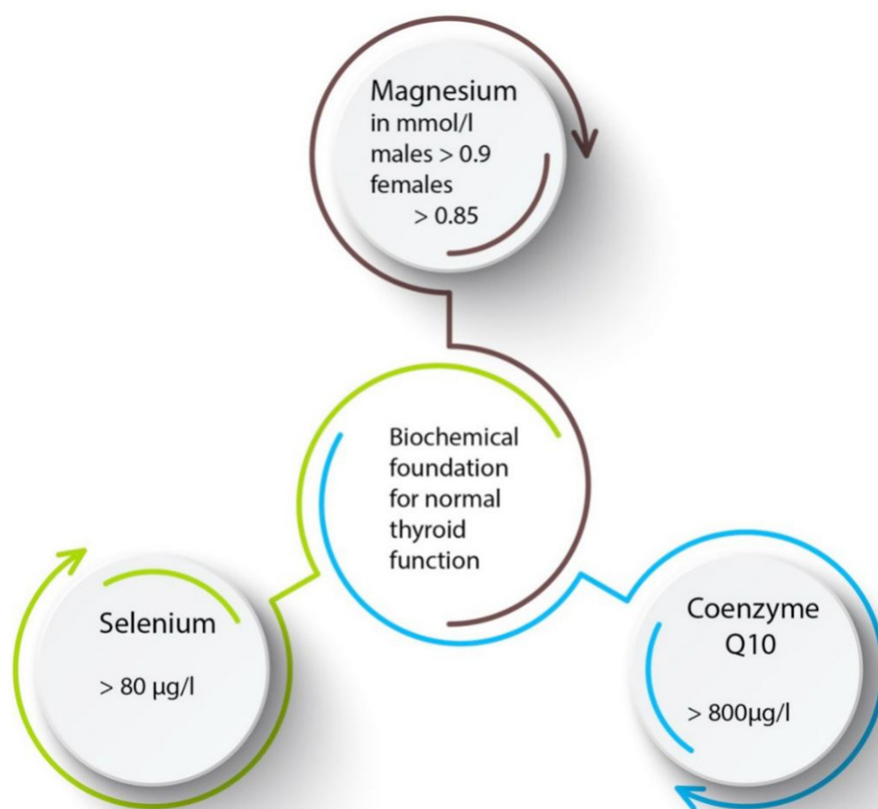 Magnesium
in mmol/l
males > 0.9
females
> 0.85
Biochemical
foundation
for normal
thyroid
function
Selenium
> 80 µg/l
Coenzyme
Q10
> 800µg/l